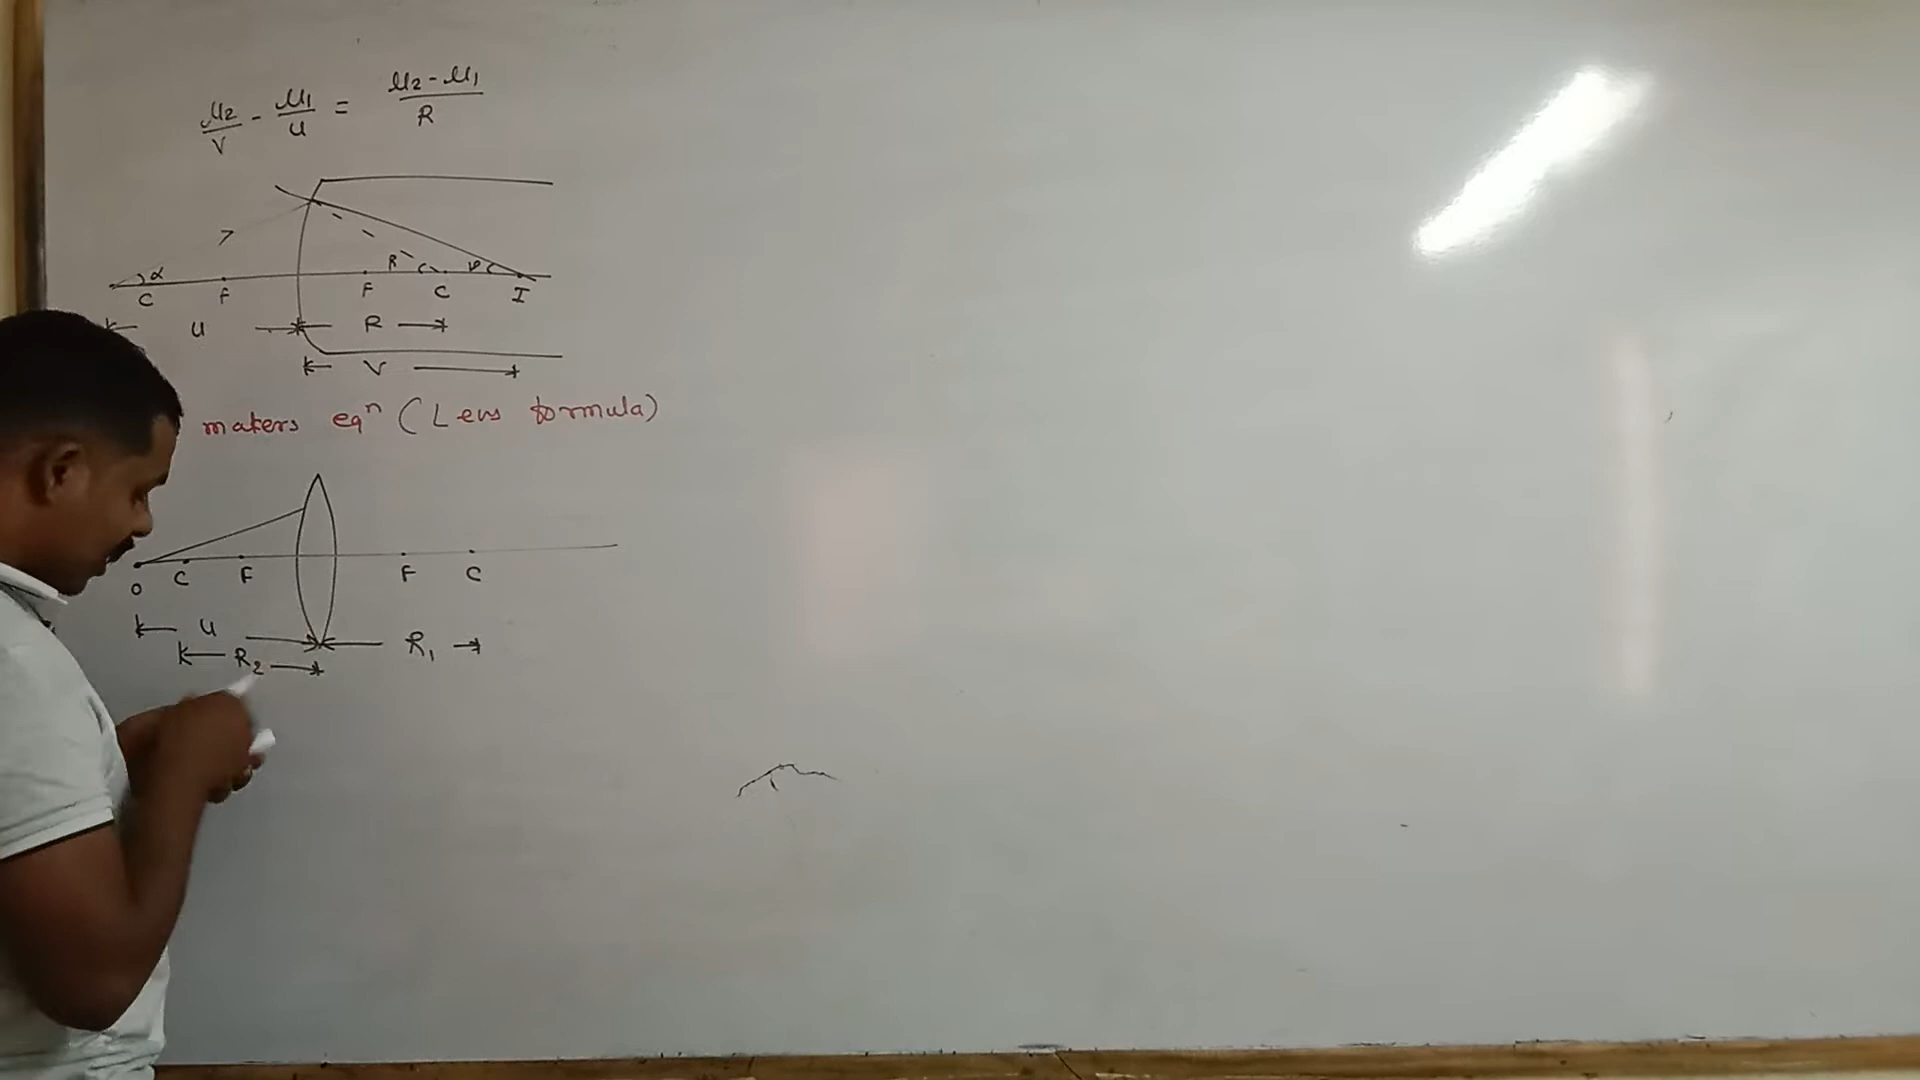 μ2/V - μ1/u = μ2-μ1/R
α R
C F F C I
u R
V
makers eqⁿ (Lens formula)
O C F F C
u R1
R2